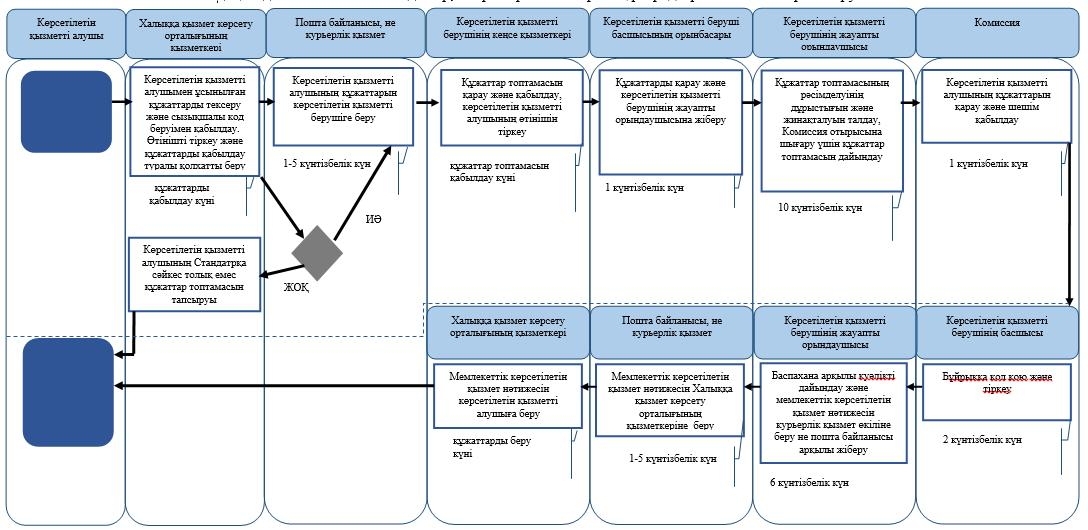 Көрсетілетін
қызметті алушы
Халыққа қызмет көрсету
орталығының
қызметкері
Пошта байланысы, не
курьерлік қызмет
Көрсетілетін қызметті
берушінің кеңсе қызметкері
Көрсетілетін қызметті беруші
басшысының орынбасары
Көрсетілетін қызметті
берушінің жауапты
орындаушысы
Комиссия
Көрсетілетін қызметті
алушымен ұсынылған
құжаттарды тексеру
және сызықшалы код
беруімен қабылдау.
Өтінішті тіркеу және
құжаттарды қабылдау
туралы қолхатты беру
құжаттарды
қабылдау күні
Көрсетілетін қызметті
алушының құжаттарын
көрсетілетін қызметті
берушіге беру
1-5 күнтізбелік күн
Құжаттар топтамасын
қарау және қабылдау,
көрсетілетін қызметті
алушының өтінішін
тіркеу
құжаттар топтамасын
қабылдау күні
Құжаттарды қарау және
көрсетілетін қызметті
берушінің жауапты
орындаушысына жіберу
1 күнтізбелік күн
Құжаттар топтамасының
рәсімделуінің
дұрыстығын және
жинақталуын талдау,
Комиссия отырысына
шығару үшін құжаттар
топтамасын дайындау
10 күнтізбелік күн
Көрсетілетін қызметті
алушының құжаттарын
қарау және шешім
қабылдау
1 күнтізбелік күн
ИӘ
ЖОҚ
Көрсетілетін қызметті
алушының Стандатрқа
сәйкес толық емес
құжаттар топтамасын
тапсыруы
Халыққа қызмет көрсету
орталығының қызметкері
Пошта байланысы, не
курьерлік қызмет
Көрсетілетін қызметті
берушінің жауапты
орындаушысы
Көрсетілетін қызметті
берушінің басшысы
Мемлекеттік көрсетілетін
қызмет нәтижесін
көрсетілетін қызметті
алушыға беру
құжаттарды беру
күні
Мемлекеттік көрсетілетін
қызмет нәтижесін Халыққа
қызмет көрсету
орталығының
қызметкеріне беру
1-5 күнтізбелік күн
Баспахана арқылы куәлікті
дайындау және
мемлекеттік көрсетілетін
қызмет нәтижесін
курьерлік қызмет өкіліне
беру не пошта байланысы
арқылы жіберу
6 күнтізбелік күн
Бұйрыққа қол қою және
тіркеу
2 күнтізбелік күн